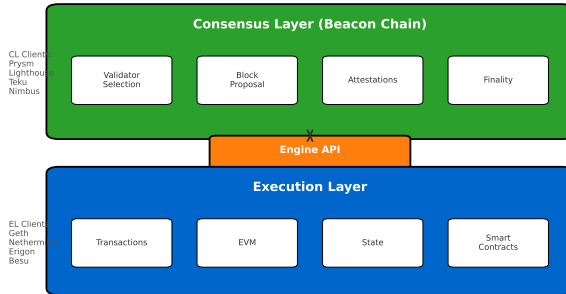 Consensus Layer (Beacon Chain)
CL Clients
Prysm
Lighthouse
Teku
Nimbus
Validator
Selection
Block
Proposal
Attestations
Finality
Engine API
Execution Layer
EL Clients
Geth
Nethermind
Erigon
Besu
Transactions
EVM
State
Smart
Contracts